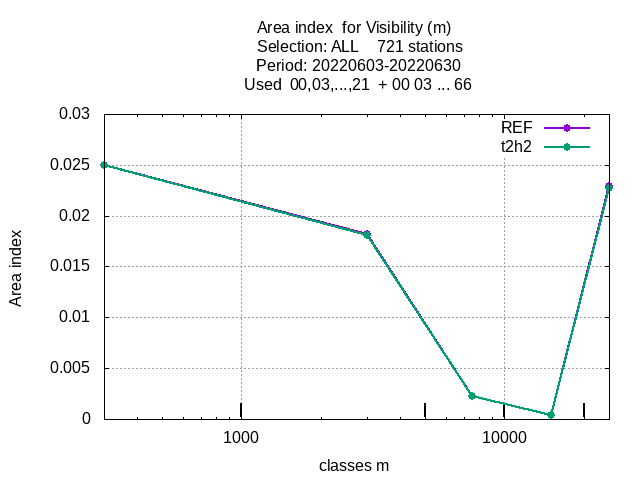 Area index  for Visibility (m)
Selection: ALL    721 stations
Period: 20220603-20220630
Used  00,03,...,21  + 00 03 ... 66
0.03
0.025
0.02
0.015
0.01
0.005
0
Area index
REF
t2h2
1000
10000
classes m